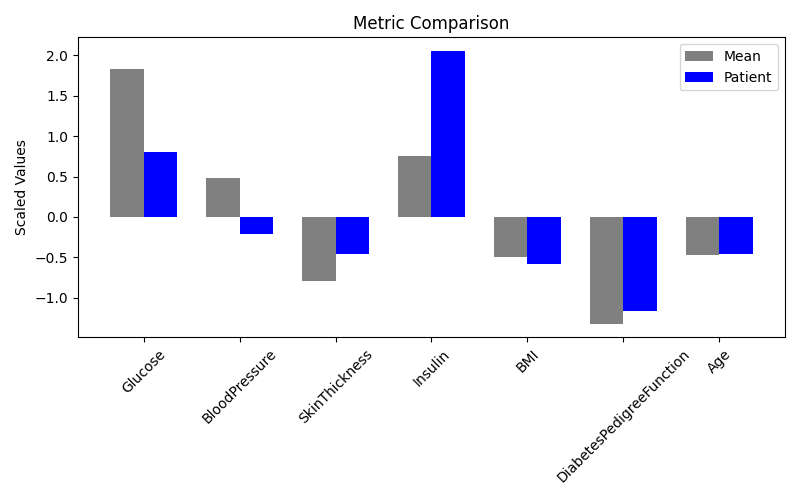 Metric Comparison
Mean
Patient
Scaled Values
2.0
1.5
1.0
0.5
0.0
−0.5
−1.0
Glucose
BloodPressure
SkinThickness
Insulin
BMI
DiabetesPedigreeFunction
Age